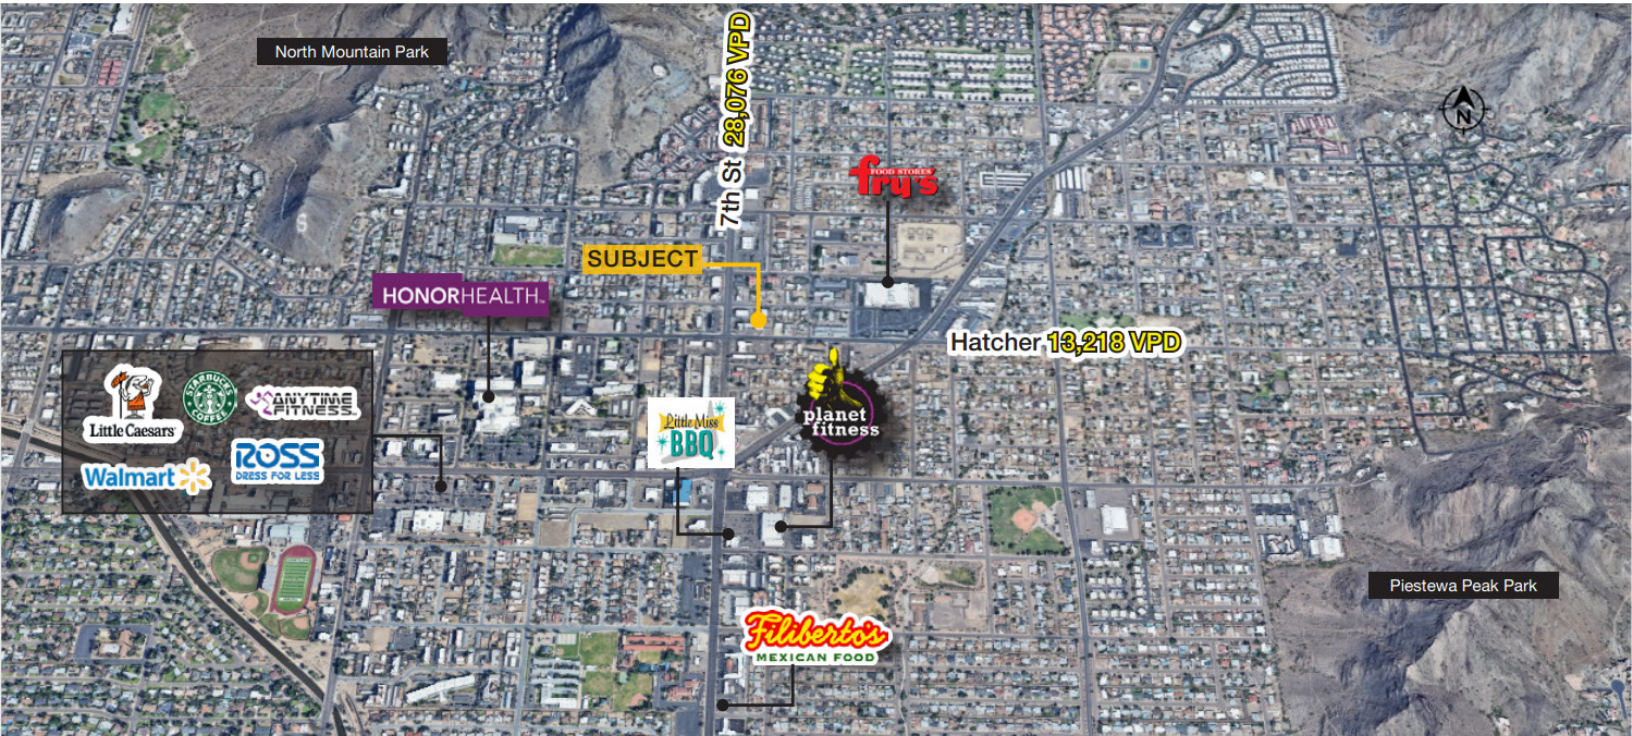 North Mountain Park
7th St 28,076 VPD
N
fry's
FOOD STORES
SUBJECT
HONORHEALTH
Hatcher 13,218 VPD
Little Caesars
STARBUCKS
COFFEE
ANYTIME
FITNESS
Walmart
ROSS
DRESS FOR LESS
Little Miss
BBQ
planet
fitness
S
Piestewa Peak Park
Filiberto's
MEXICAN FOOD